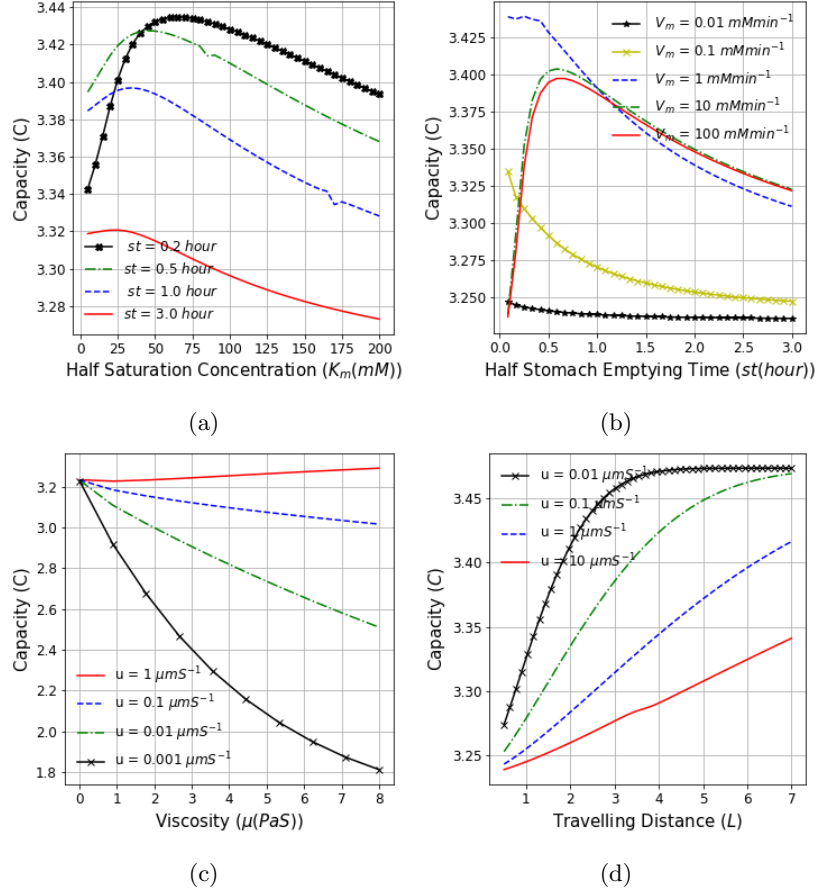 3.44
3.42
3.40
3.38
3.36
3.34
3.32
3.30
3.28
Capacity (C)
st = 0.2 hour
st = 0.5 hour
st = 1.0 hour
st = 3.0 hour
0 25 50 75 100 125 150 175 200
Half Saturation Concentration (K_m(mM))
(a)
3.425
3.400
3.375
3.350
3.325
3.300
3.275
3.250
Capacity (C)
V_m = 0.01 mMmin⁻¹
V_m = 0.1 mMmin⁻¹
V_m = 1 mMmin⁻¹
V_m = 10 mMmin⁻¹
V_m = 100 mMmin⁻¹
0.0 0.5 1.0 1.5 2.0 2.5 3.0
Half Stomach Emptying Time (st(hour))
(b)
3.2
3.0
2.8
2.6
2.4
2.2
2.0
1.8
Capacity (C)
u = 1 μmS⁻¹
u = 0.1 μmS⁻¹
u = 0.01 μmS⁻¹
u = 0.001 μmS⁻¹
0 1 2 3 4 5 6 7 8
Viscosity (μ(PaS))
(c)
3.45
3.40
3.35
3.30
3.25
Capacity (C)
u = 0.01 μmS⁻¹
u = 0.1 μmS⁻¹
u = 1 μmS⁻¹
u = 10 μmS⁻¹
1 2 3 4 5 6 7
Travelling Distance (L)
(d)